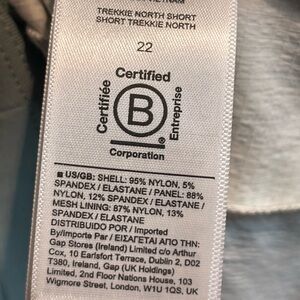 VIETNAM
TREKKIE NORTH SHORT
SHORT TREKKIE NORTH
22
Certified
Certifiée
B
Entreprise
Corporation
■ US/GB: SHELL: 95% NYLON, 5%
SPANDEX / ELASTANE / PANEL: 88%
NYLON, 12% SPANDEX / ELASTANE /
MESH LINING: 87% NYLON, 13%
SPANDEX / ELASTANE
DISTRIBUIDO POR / Imported
By/Importe Par / ΕΙΣΑΓΕΤΑΙ ΑΠΟ ΤΗΝ:
Gap Stores (Ireland) Limited c/o Arthur
Cox, 10 Earlsfort Terrace, Dublin 2, D02
T380, Ireland, Gap (UK Holdings)
Limited, 2nd Floor Nations House, 103
Wigmore Street, London, W1U 1QS, UK